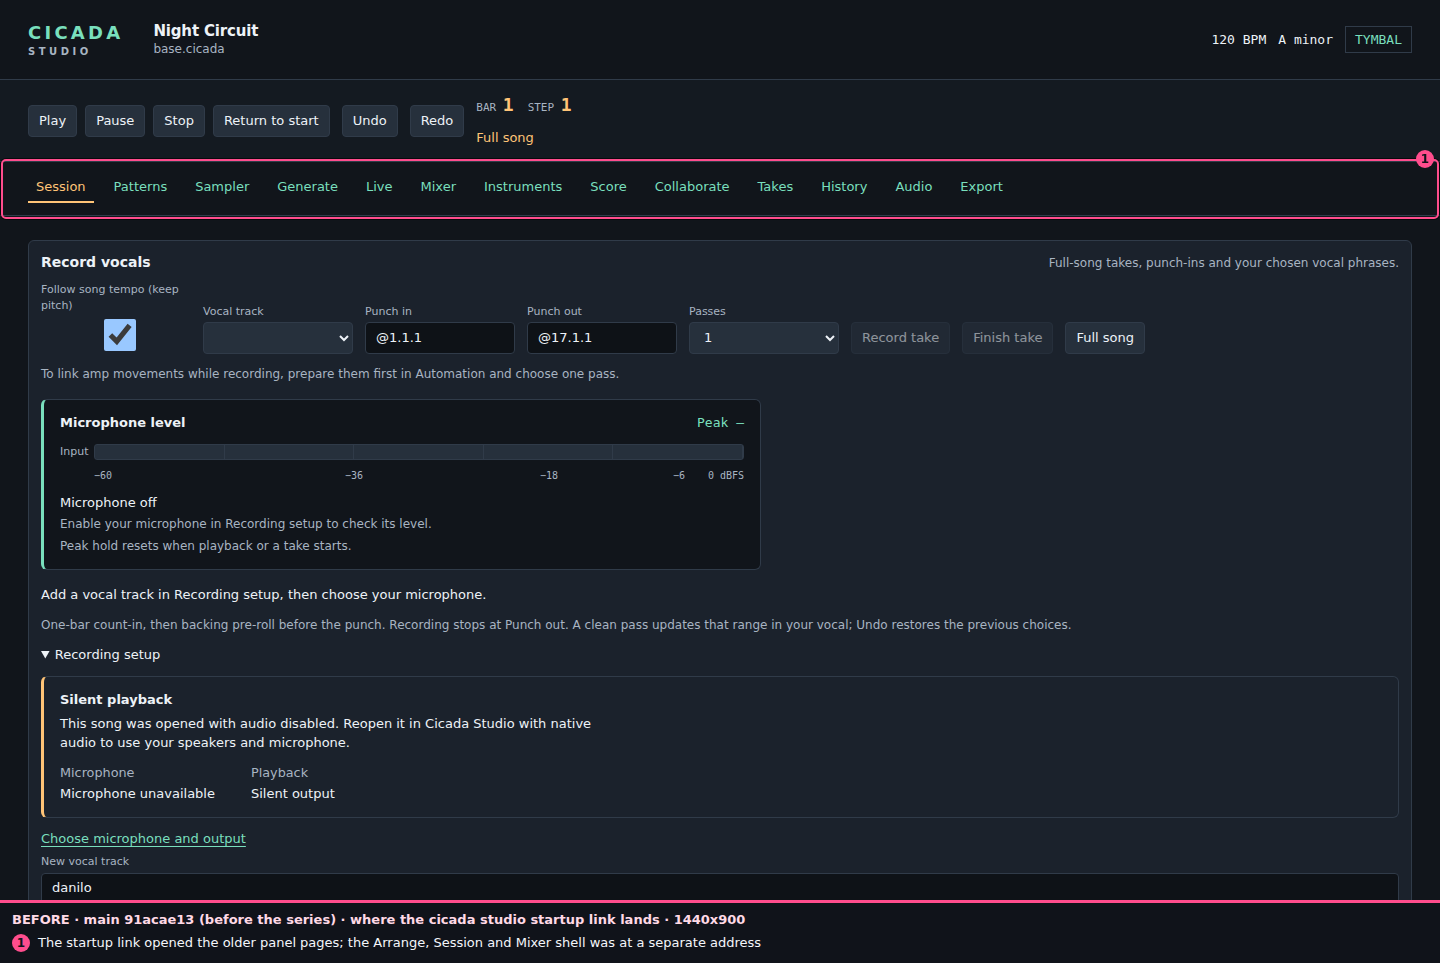 CICADA
STUDIO
Night Circuit
base.cicada
120 BPM A minor TYMBAL
Play Pause Stop Return to start Undo Redo
BAR 1 STEP 1
Full song
1
Session Patterns Sampler Generate Live Mixer Instruments Score Collaborate Takes History Audio Export
Record vocals
Full-song takes, punch-ins and your chosen vocal phrases.
Follow song tempo (keep
pitch)
Vocal track Punch in Punch out Passes
@1.1.1 @17.1.1 1 Record take Finish take Full song
To link amp movements while recording, prepare them first in Automation and choose one pass.
Microphone level Peak –
Input
−60 −36 −18 −6 0 dBFS
Microphone off
Enable your microphone in Recording setup to check its level.
Peak hold resets when playback or a take starts.
Add a vocal track in Recording setup, then choose your microphone.
One-bar count-in, then backing pre-roll before the punch. Recording stops at Punch out. A clean pass updates that range in your vocal; Undo restores the previous choices.
▼ Recording setup
Silent playback
This song was opened with audio disabled. Reopen it in Cicada Studio with native
audio to use your speakers and microphone.
Microphone Playback
Microphone unavailable Silent output
Choose microphone and output
New vocal track
danilo
BEFORE · main 91acae13 (before the series) · where the cicada studio startup link lands · 1440x900
1 The startup link opened the older panel pages; the Arrange, Session and Mixer shell was at a separate address